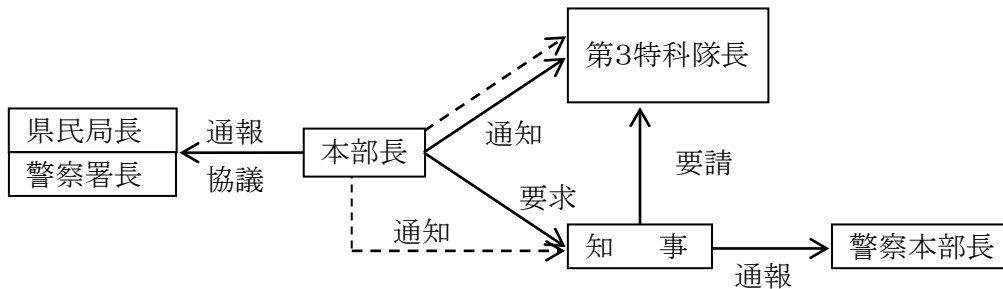 第3特科隊長
県民局長
警察署長
通報
協議
本部長
通知
要請
要求
通知
知　　事
通報
警察本部長